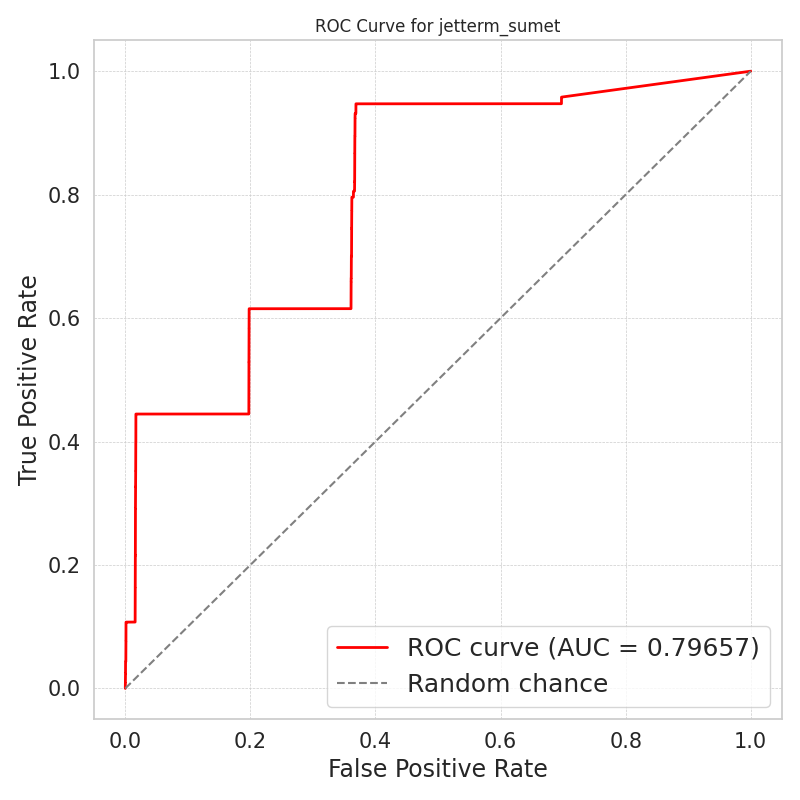 ROC Curve for jetterm_sumet
True Positive Rate
1.0
0.8
0.6
0.4
0.2
0.0
ROC curve (AUC = 0.79657)
Random chance
0.0 0.2 0.4 0.6 0.8 1.0
False Positive Rate